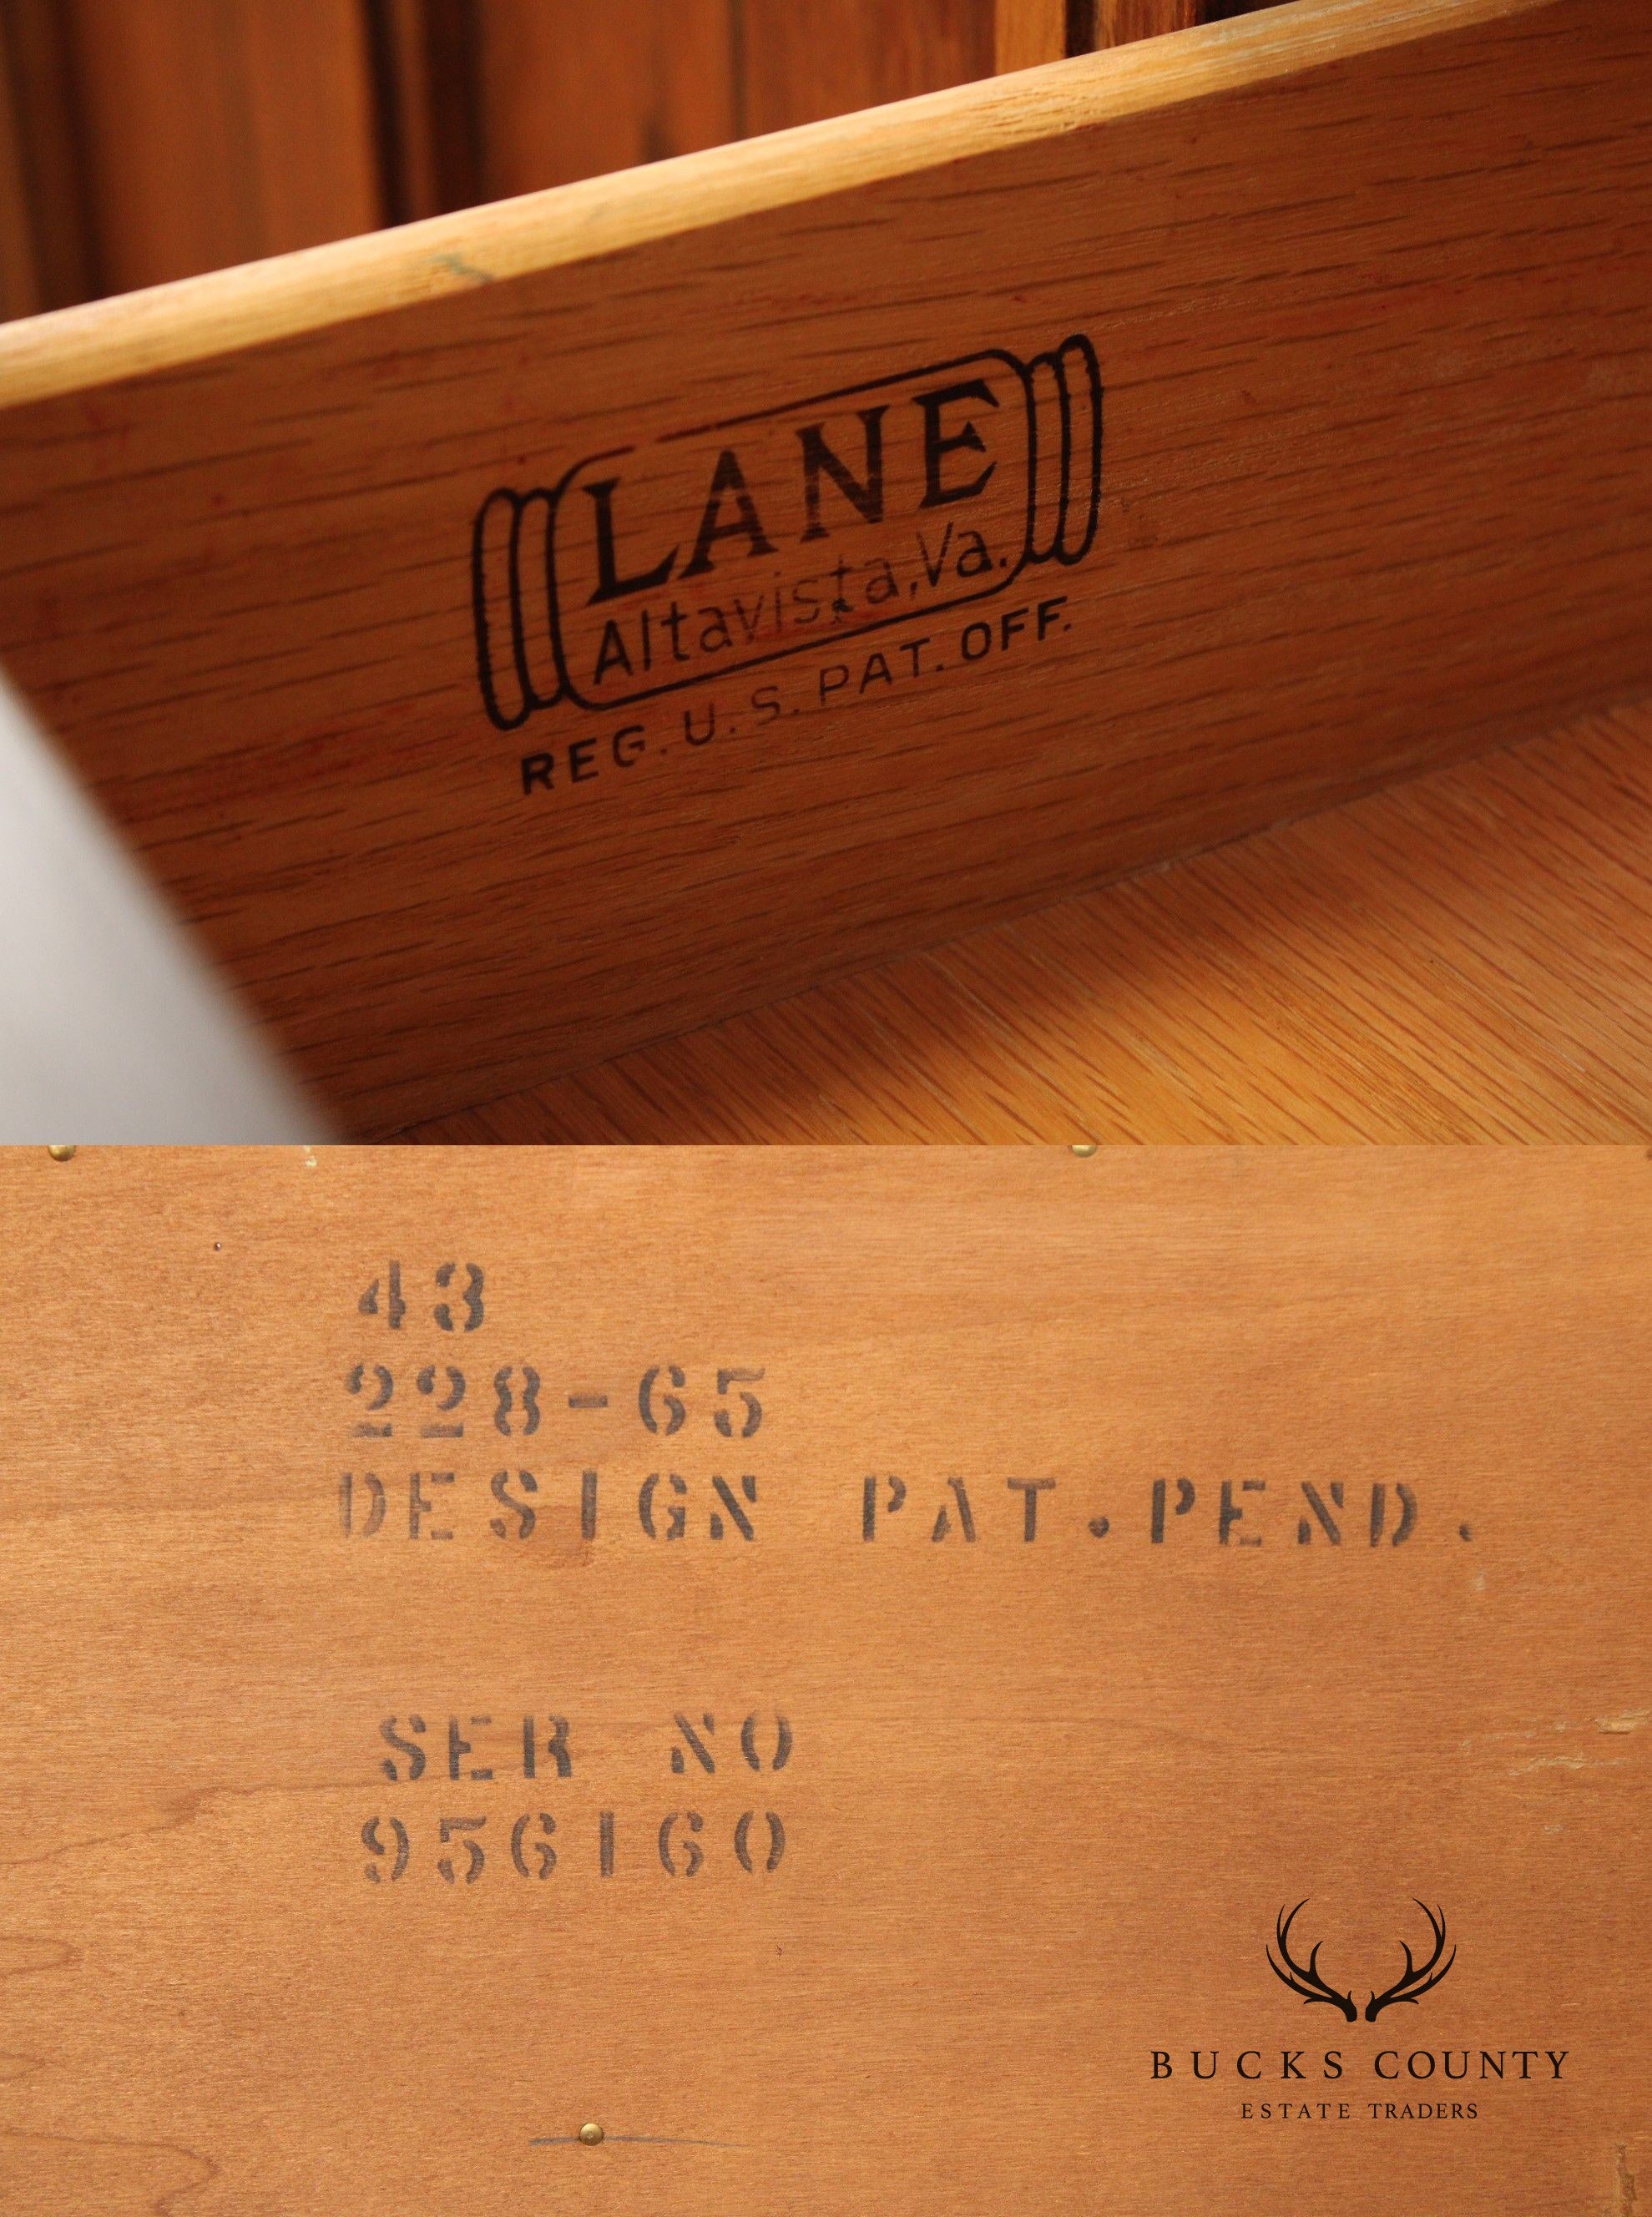 LANE
Altavista, Va.
REG. U.S. PAT. OFF.
43
228-65
DESIGN PAT.PEND.
SER NO
956160
BUCKS COUNTY
ESTATE TRADERS